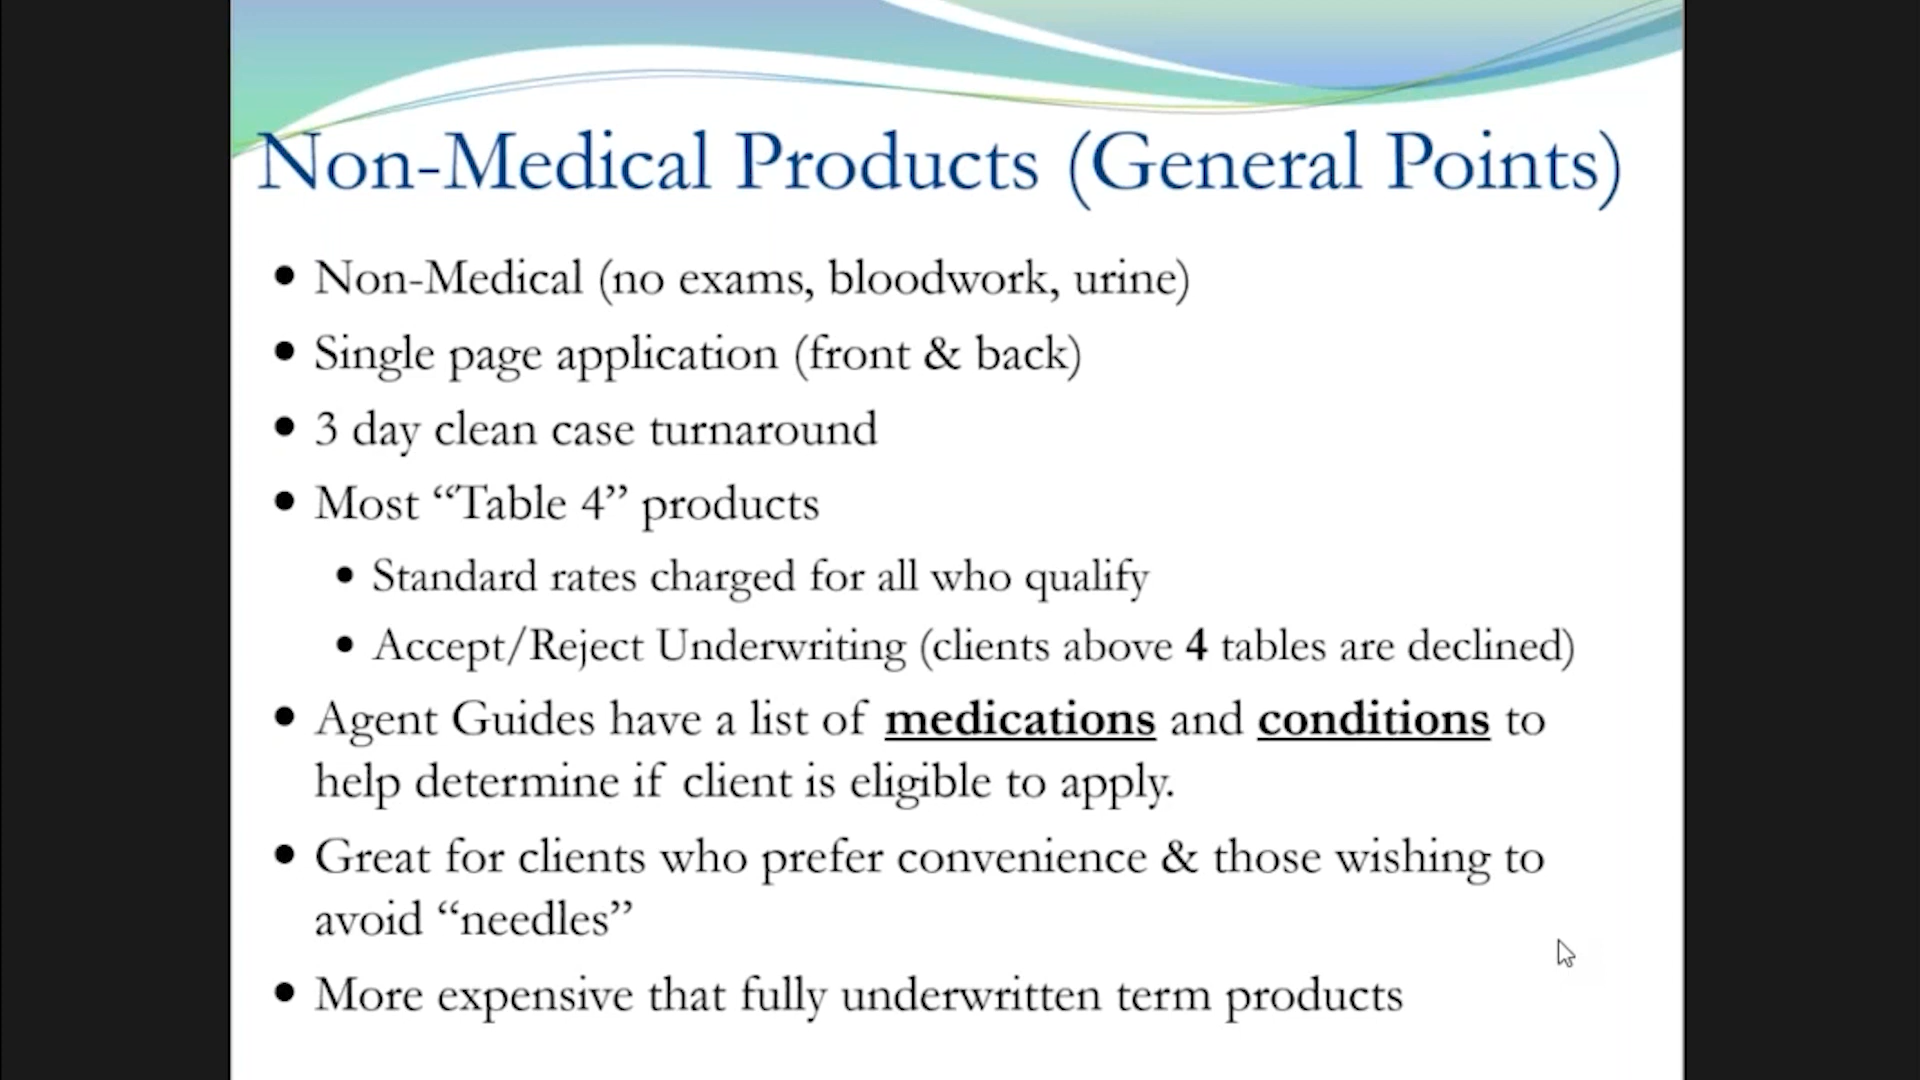 Non-Medical Products (General Points)
• Non-Medical (no exams, bloodwork, urine)
• Single page application (front & back)
• 3 day clean case turnaround
• Most “Table 4” products
• Standard rates charged for all who qualify
• Accept/Reject Underwriting (clients above 4 tables are declined)
• Agent Guides have a list of medications and conditions to
help determine if client is eligible to apply.
• Great for clients who prefer convenience & those wishing to
avoid “needles”
• More expensive that fully underwritten term products